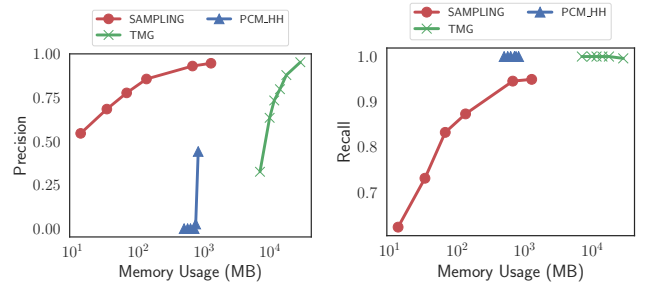 SAMPLING
PCM_HH
TMG
1.00
0.75
0.50
0.25
0.00
Precision
10^1
10^2
10^3
10^4
Memory Usage (MB)
SAMPLING
PCM_HH
TMG
1.0
0.9
0.8
0.7
Recall
10^1
10^2
10^3
10^4
Memory Usage (MB)